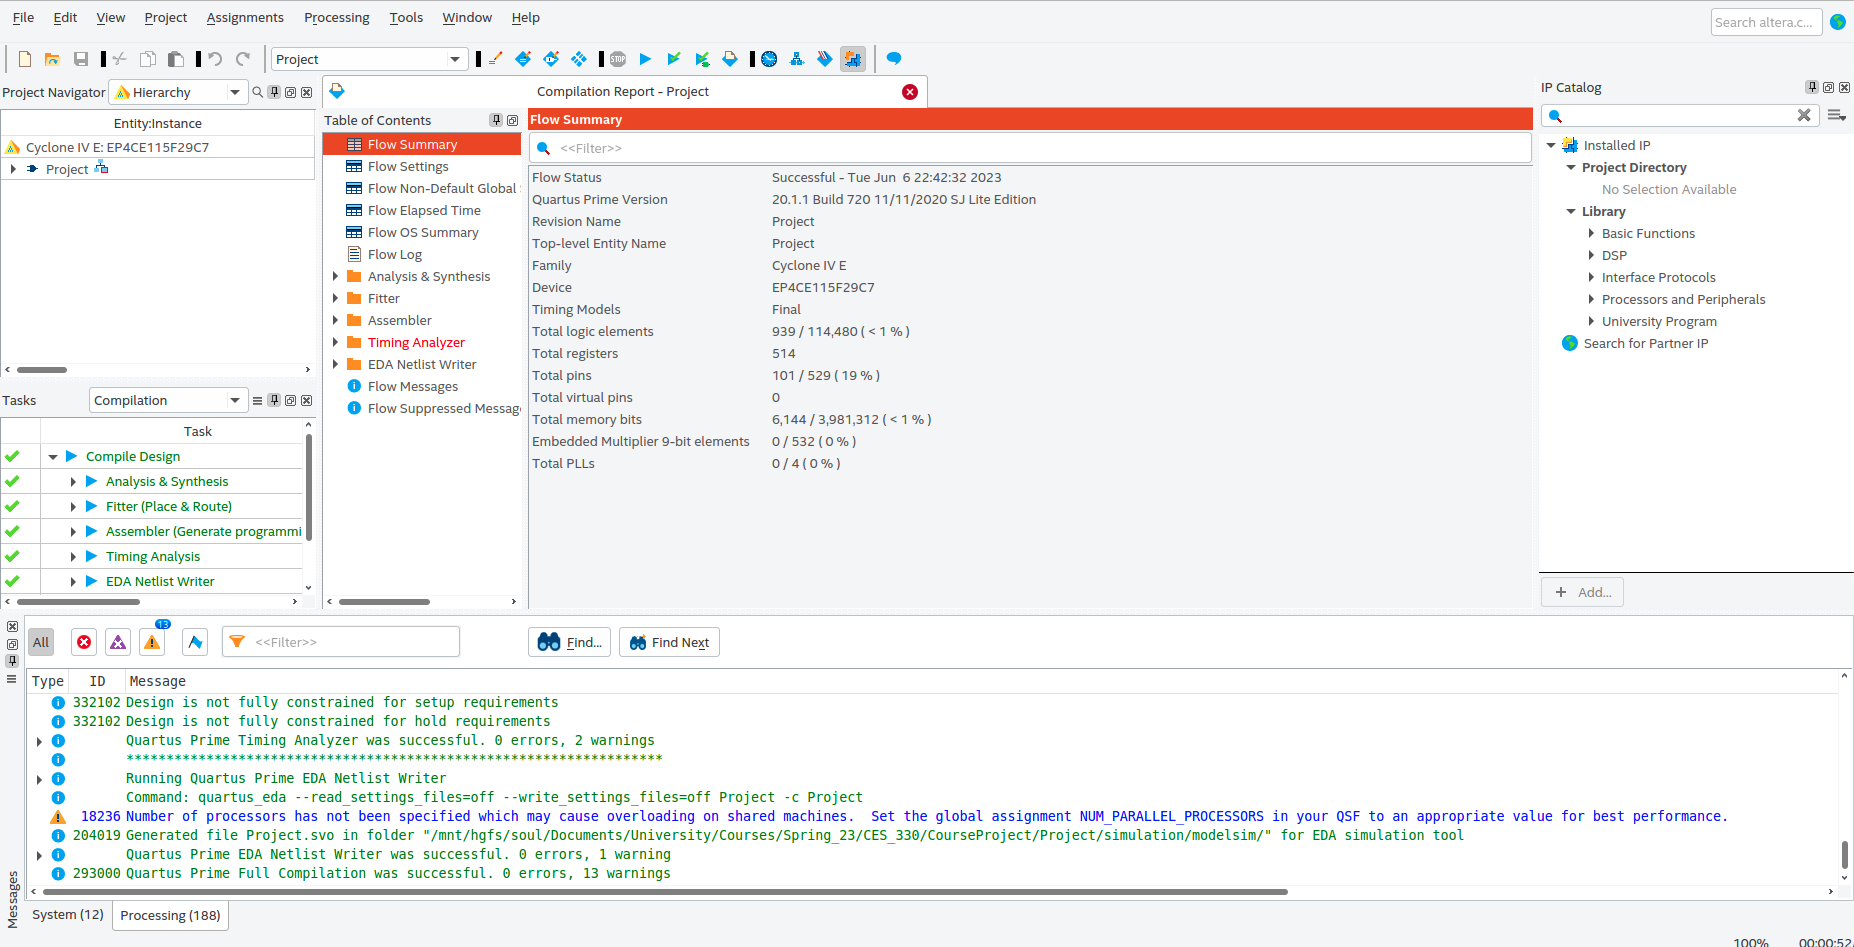 File Edit View Project Assignments Processing Tools Window Help
Search altera.c...
Project
Project Navigator Hierarchy
Entity:Instance
Cyclone IV E: EP4CE115F29C7
Project
Tasks Compilation
Task
Compile Design
Analysis & Synthesis
Fitter (Place & Route)
Assembler (Generate programmi
Timing Analysis
EDA Netlist Writer
Compilation Report - Project
Table of Contents
Flow Summary
Flow Settings
Flow Non-Default Global
Flow Elapsed Time
Flow OS Summary
Flow Log
Analysis & Synthesis
Fitter
Assembler
Timing Analyzer
EDA Netlist Writer
Flow Messages
Flow Suppressed Message
Flow Summary
<<Filter>>
Flow Status Successful - Tue Jun 6 22:42:32 2023
Quartus Prime Version 20.1.1 Build 720 11/11/2020 SJ Lite Edition
Revision Name Project
Top-level Entity Name Project
Family Cyclone IV E
Device EP4CE115F29C7
Timing Models Final
Total logic elements 939 / 114,480 ( < 1 % )
Total registers 514
Total pins 101 / 529 ( 19 % )
Total virtual pins 0
Total memory bits 6,144 / 3,981,312 ( < 1 % )
Embedded Multiplier 9-bit elements 0 / 532 ( 0 % )
Total PLLs 0 / 4 ( 0 % )
IP Catalog
Installed IP
Project Directory
No Selection Available
Library
Basic Functions
DSP
Interface Protocols
Processors and Peripherals
University Program
Search for Partner IP
+ Add...
All 13 <<Filter>> Find... Find Next
Type ID Message
332102 Design is not fully constrained for setup requirements
332102 Design is not fully constrained for hold requirements
Quartus Prime Timing Analyzer was successful. 0 errors, 2 warnings
*******************************************************************
Running Quartus Prime EDA Netlist Writer
Command: quartus_eda --read_settings_files=off --write_settings_files=off Project -c Project
18236 Number of processors has not been specified which may cause overloading on shared machines. Set the global assignment NUM_PARALLEL_PROCESSORS in your QSF to an appropriate value for best performance.
204019 Generated file Project.svo in folder "/mnt/hgfs/soul/Documents/University/Courses/Spring_23/CES_330/CourseProject/Project/simulation/modelsim/" for EDA simulation tool
Quartus Prime EDA Netlist Writer was successful. 0 errors, 1 warning
293000 Quartus Prime Full Compilation was successful. 0 errors, 13 warnings
Messages
System (12) Processing (188)
100% 00:00:52